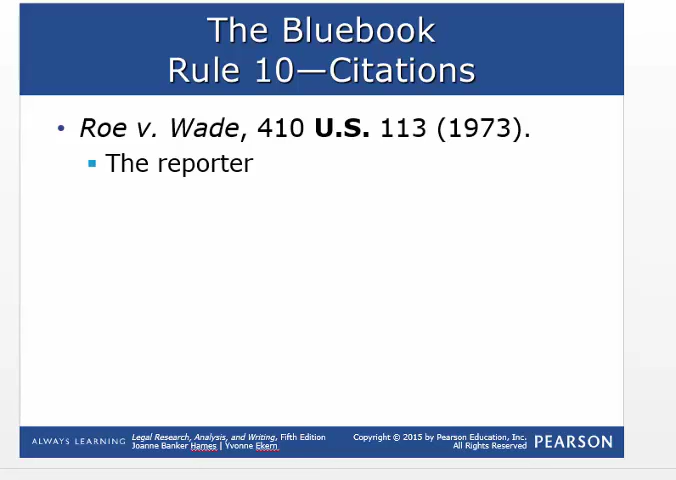 The Bluebook
Rule 10—Citations
• Roe v. Wade, 410 U.S. 113 (1973).
▪ The reporter
ALWAYS LEARNING
Legal Research, Analysis, and Writing, Fifth Edition
Joanne Banker Hames | Yvonne Ekern
Copyright © 2015 by Pearson Education, Inc.
All Rights Reserved
PEARSON